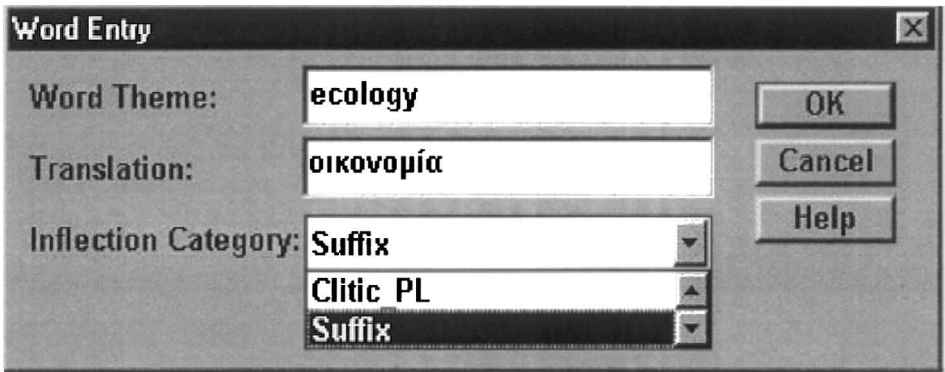 Word Entry
Word Theme: ecology OK
Translation: οικονομία Cancel
Inflection Category: Suffix Help
Clitic_PL
Suffix